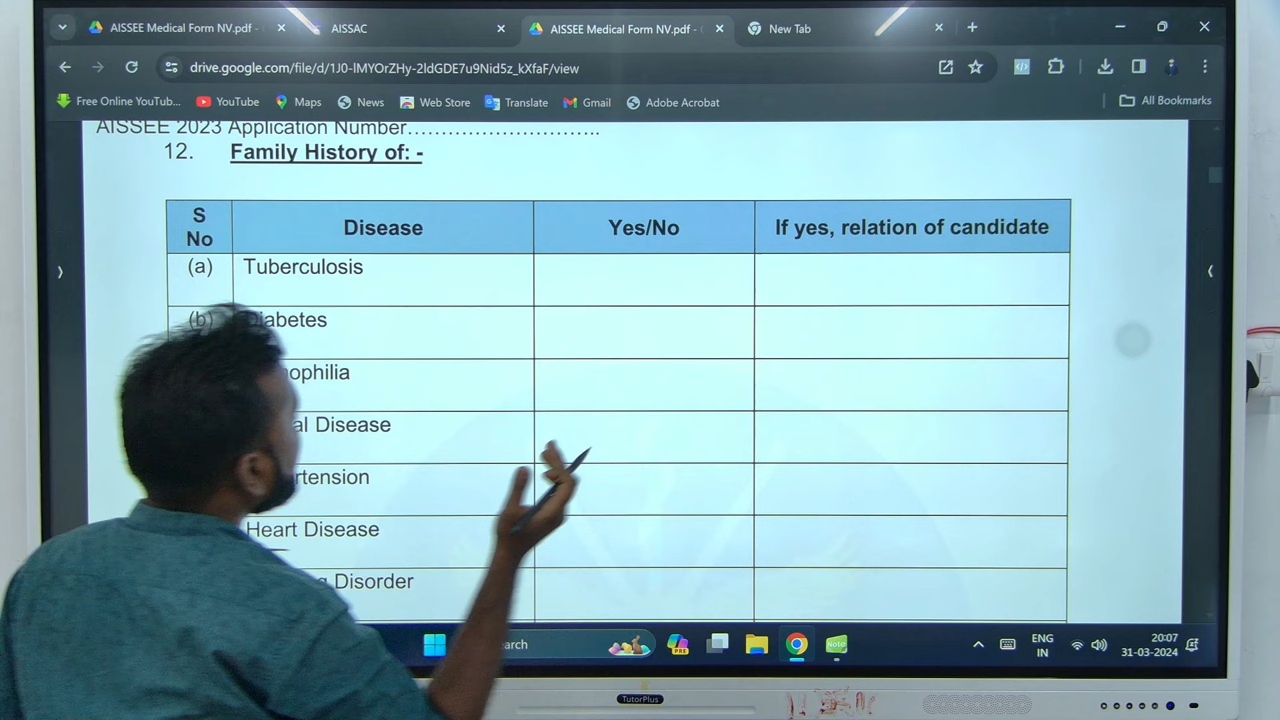 AISSEE Medical Form NV.pdf -
AISSAC
AISSEE Medical Form NV.pdf -
New Tab
drive.google.com/file/d/1J0-lMYOrZHy-2ldGDE7u9Nid5z_kXfaF/view
Free Online YouTub...
YouTube
Maps
News
Web Store
Translate
Gmail
Adobe Acrobat
All Bookmarks
AISSEE 2023 Application Number...............................
12. Family History of: -
S No
Disease
Yes/No
If yes, relation of candidate
(a) Tuberculosis
(b) Diabetes
ophilia
al Disease
rtension
Heart Disease
Disorder
arch
PRE
ENG
IN
20:07
31-03-2024
TutorPlus